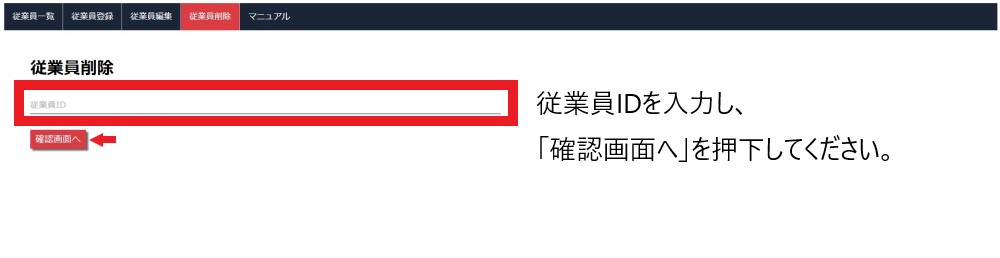 従業員一覧 従業員登録 従業員編集 従業員削除 マニュアル
従業員削除
従業員ID
確認画面へ
従業員IDを入力し、
「確認画面へ」を押下してください。